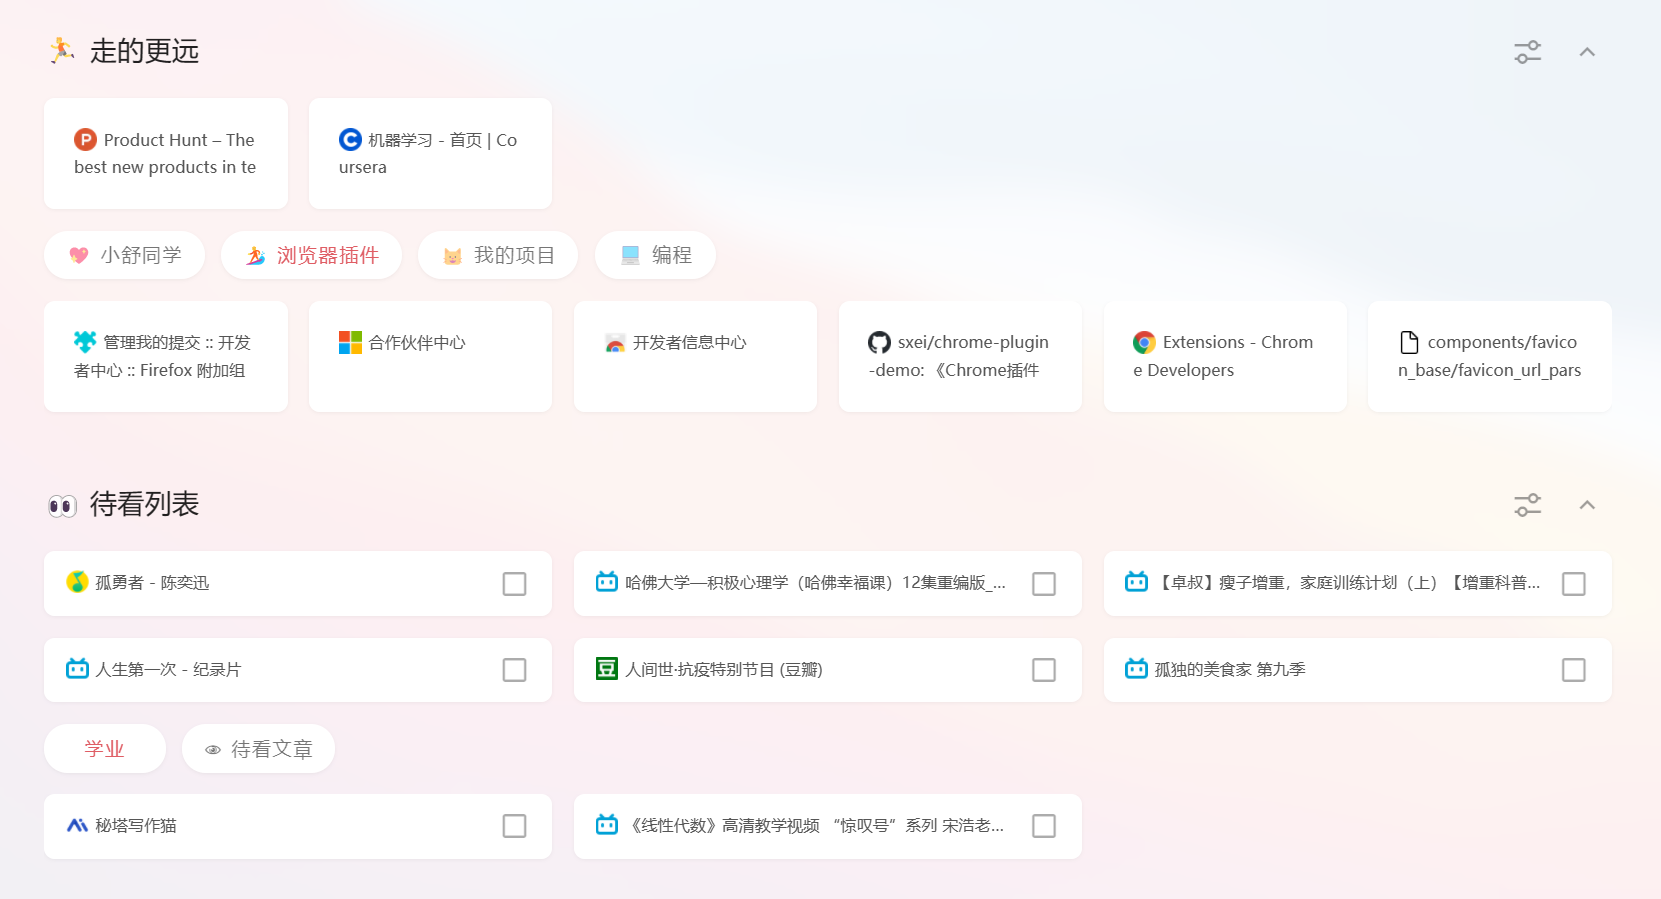 走的更远
Product Hunt – The
best new products in te
机器学习 - 首页 | Co
ursera
小舒同学
浏览器插件
我的项目
编程
管理我的提交 :: 开发
者中心 :: Firefox 附加组
合作伙伴中心
开发者信息中心
sxei/chrome-plugin
-demo: 《Chrome插件
Extensions - Chrom
e Developers
components/favico
n_base/favicon_url_pars
待看列表
孤勇者 - 陈奕迅
哈佛大学—积极心理学（哈佛幸福课）12集重编版_...
【卓叔】瘦子增重，家庭训练计划（上）【增重科普...
人生第一次 - 纪录片
豆
人间世·抗疫特别节目 (豆瓣)
孤独的美食家 第九季
学业
待看文章
秘塔写作猫
《线性代数》高清教学视频 “惊叹号”系列 宋浩老...